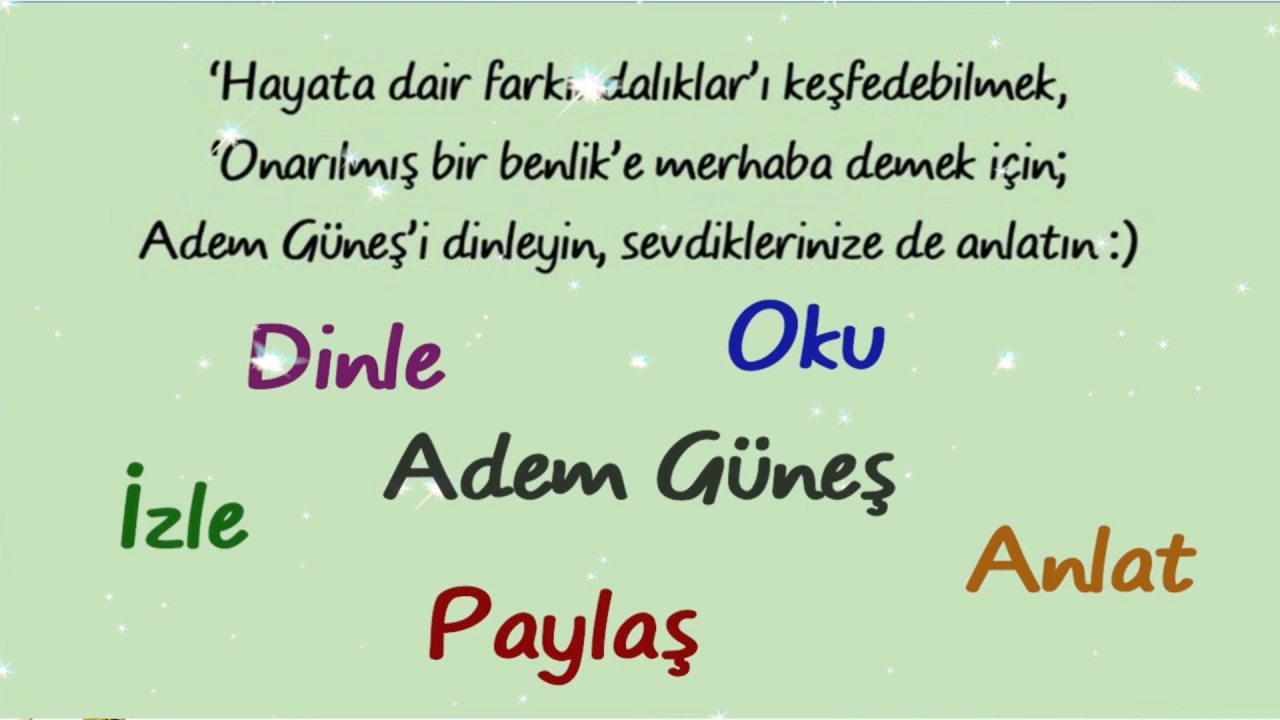 ‘Hayata dair farkındalıklar’ı keşfedebilmek,
‘Onarılmış bir benlik’e merhaba demek için;
Adem Güneş’i dinleyin, sevdiklerinize de anlatın :)
Dinle
Oku
Adem Güneş
İzle
Anlat
Paylaş